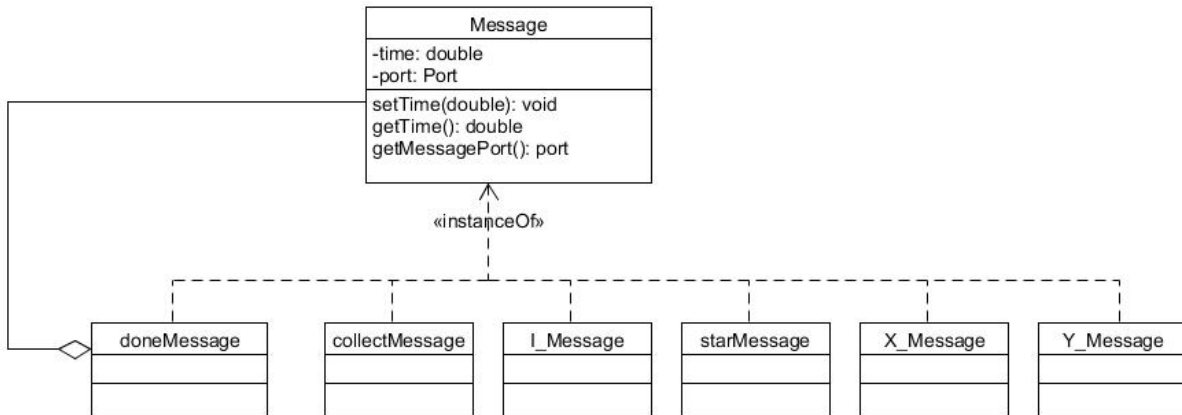 Message
-time: double
-port: Port
setTime(double): void
getTime(): double
getMessagePort(): port
«instanceOf»
doneMessage
collectMessage
I_Message
starMessage
X_Message
Y_Message